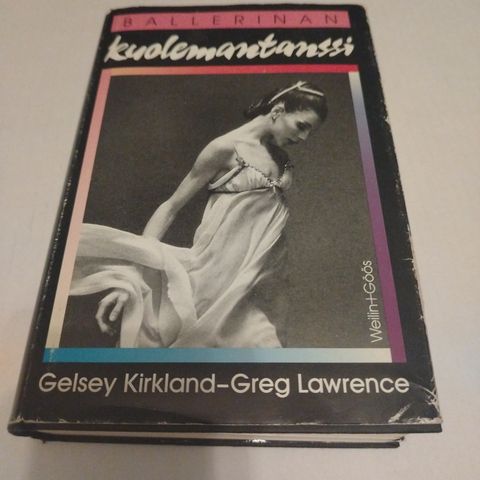 BALLERINAN
kuolemantanssi
Weilin+Göös
Gelsey Kirkland–Greg Lawrence